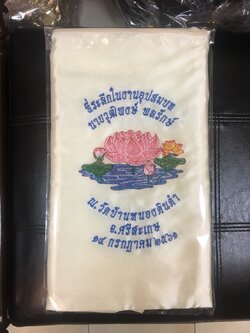 ที่ระลึกในงานอุปสมบท
นายวุฒิพงษ์ พลรักษ์
ณ.วัดบ้านหนองดินดำ
จ.ศรีสะเกษ
๑๔ กรกฎาคม ๒๕๖๑